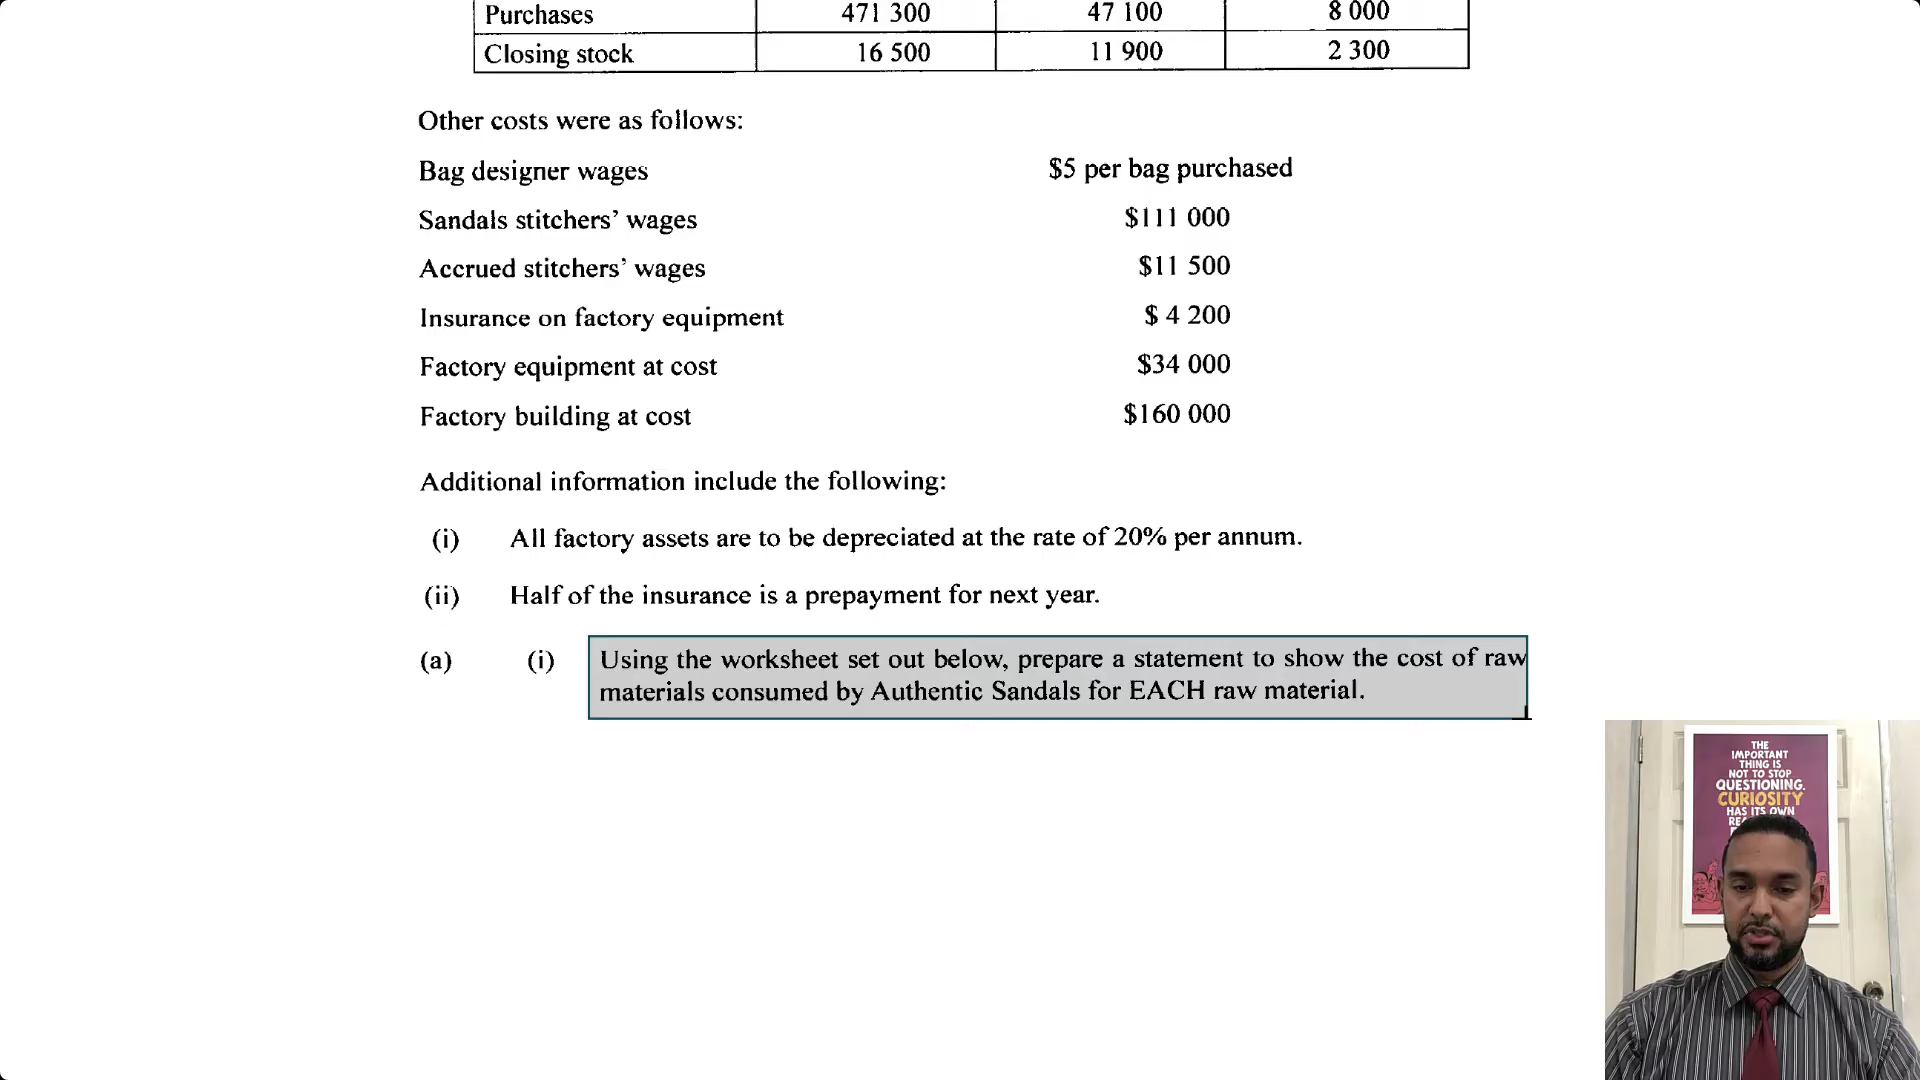 Purchases 471 300 47 100 8 000
Closing stock 16 500 11 900 2 300
Other costs were as follows:
Bag designer wages $5 per bag purchased
Sandals stitchers' wages $111 000
Accrued stitchers' wages $11 500
Insurance on factory equipment $ 4 200
Factory equipment at cost $34 000
Factory building at cost $160 000
Additional information include the following:
(i) All factory assets are to be depreciated at the rate of 20% per annum.
(ii) Half of the insurance is a prepayment for next year.
(a) (i) Using the worksheet set out below, prepare a statement to show the cost of raw
materials consumed by Authentic Sandals for EACH raw material.
THE
IMPORTANT
THING IS
NOT TO STOP
QUESTIONING.
CURIOSITY
HAS ITS OWN